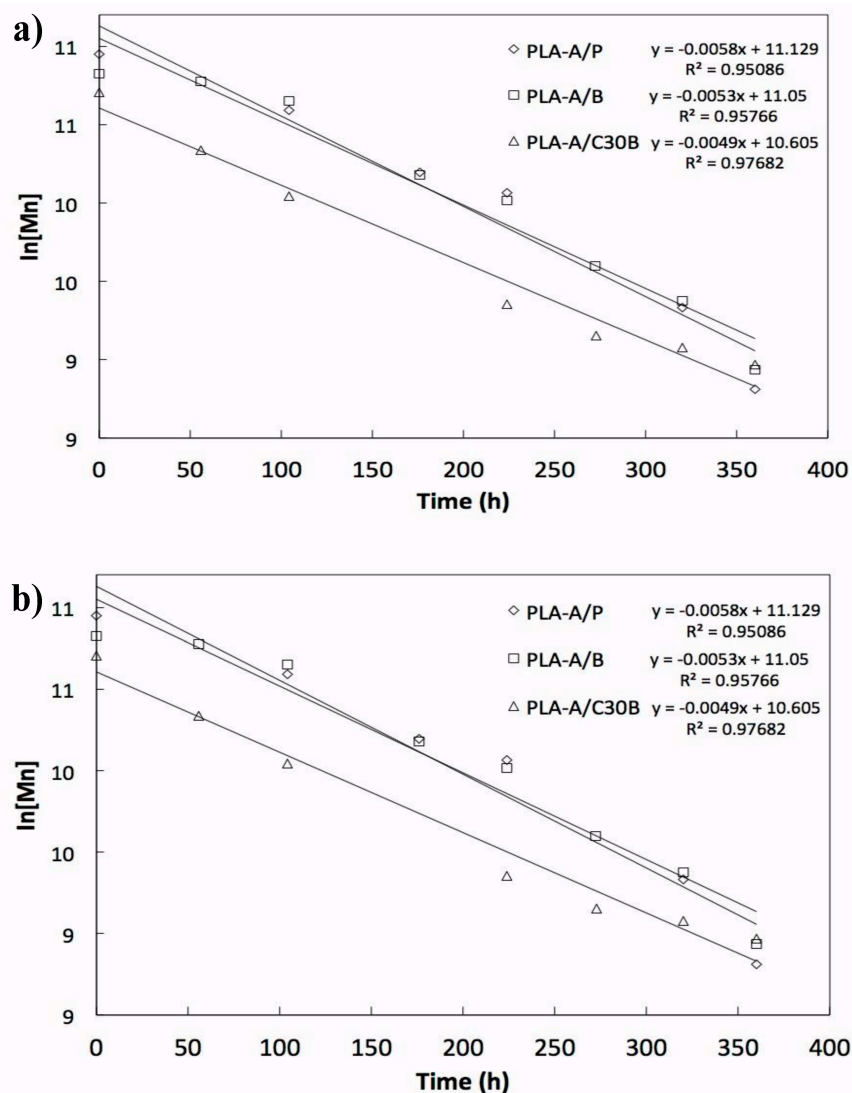 a)
11
11
10
10
9
9
ln[Mn]
PLA-A/P y = -0.0058x + 11.129
R² = 0.95086
PLA-A/B y = -0.0053x + 11.05
R² = 0.95766
PLA-A/C30B y = -0.0049x + 10.605
R² = 0.97682
0 50 100 150 200 250 300 350 400
Time (h)
b)
11
11
10
10
9
9
ln[Mn]
PLA-A/P y = -0.0058x + 11.129
R² = 0.95086
PLA-A/B y = -0.0053x + 11.05
R² = 0.95766
PLA-A/C30B y = -0.0049x + 10.605
R² = 0.97682
0 50 100 150 200 250 300 350 400
Time (h)